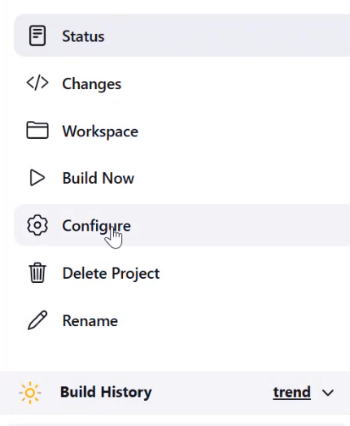 Status
Changes
Workspace
Build Now
Configure
Delete Project
Rename
Build History trend